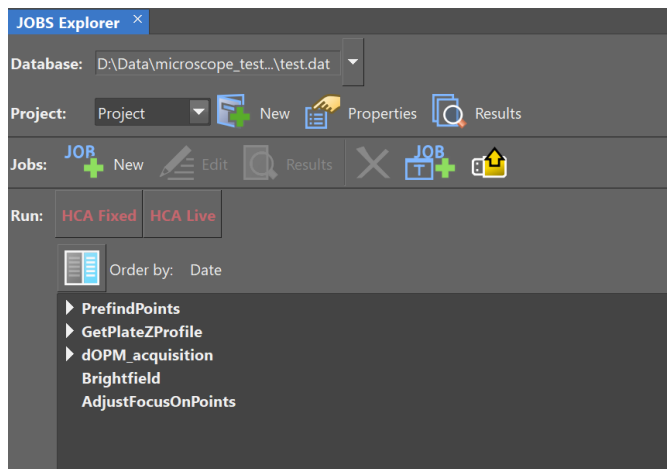 JOBS Explorer ×
Database: D:\Data\microscope_test...\test.dat
Project: Project New Properties Results
Jobs: JOB New Edit Results JOB T
Run: HCA Fixed HCA Live
Order by: Date
PrefindPoints
GetPlateZProfile
dOPM_acquisition
Brightfield
AdjustFocusOnPoints